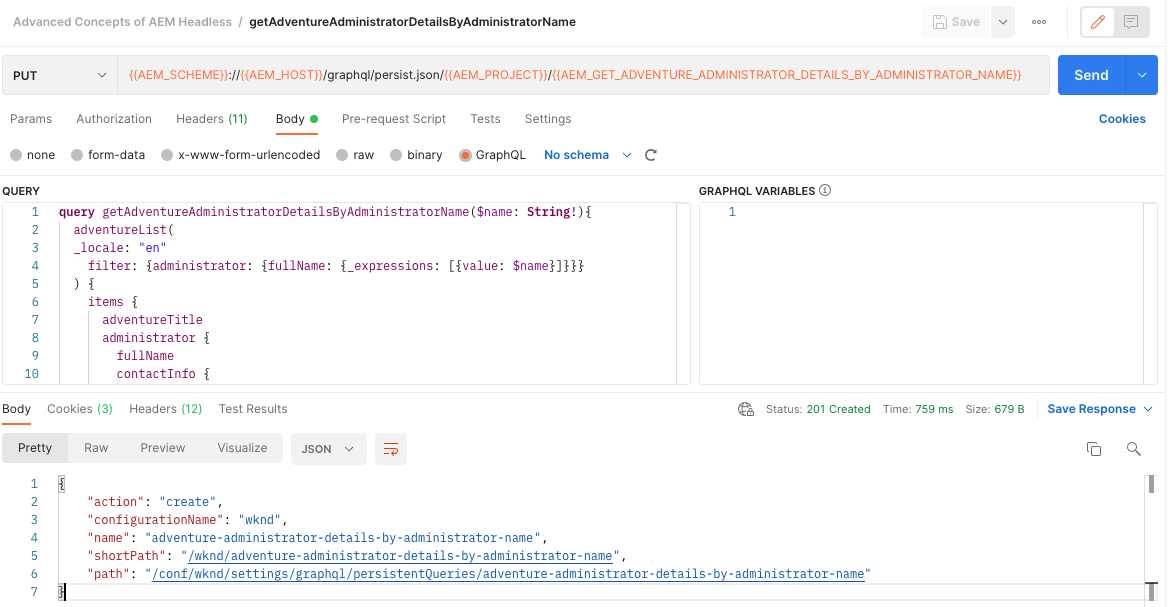 Advanced Concepts of AEM Headless / getAdventureAdministratorDetailsByAdministratorName
Save
PUT
{{AEM_SCHEME}}://{{AEM_HOST}}/graphql/persist.json/{{AEM_PROJECT}}/{{AEM_GET_ADVENTURE_ADMINISTRATOR_DETAILS_BY_ADMINISTRATOR_NAME}}
Send
Params Authorization Headers (11) Body Pre-request Script Tests Settings Cookies
none form-data x-www-form-urlencoded raw binary GraphQL No schema
QUERY
1 query getAdventureAdministratorDetailsByAdministratorName($name: String!){
2 adventureList(
3 _locale: "en"
4 filter: {administrator: {fullName: {_expressions: [{value: $name}]}}}
5 ) {
6 items {
7 adventureTitle
8 administrator {
9 fullName
10 contactInfo {
GRAPHQL VARIABLES
1
Body Cookies (3) Headers (12) Test Results Status: 201 Created Time: 759 ms Size: 679 B Save Response
Pretty Raw Preview Visualize JSON
1 {
2 "action": "create",
3 "configurationName": "wknd",
4 "name": "adventure-administrator-details-by-administrator-name",
5 "shortPath": "/wknd/adventure-administrator-details-by-administrator-name",
6 "path": "/conf/wknd/settings/graphql/persistentQueries/adventure-administrator-details-by-administrator-name"
7 }